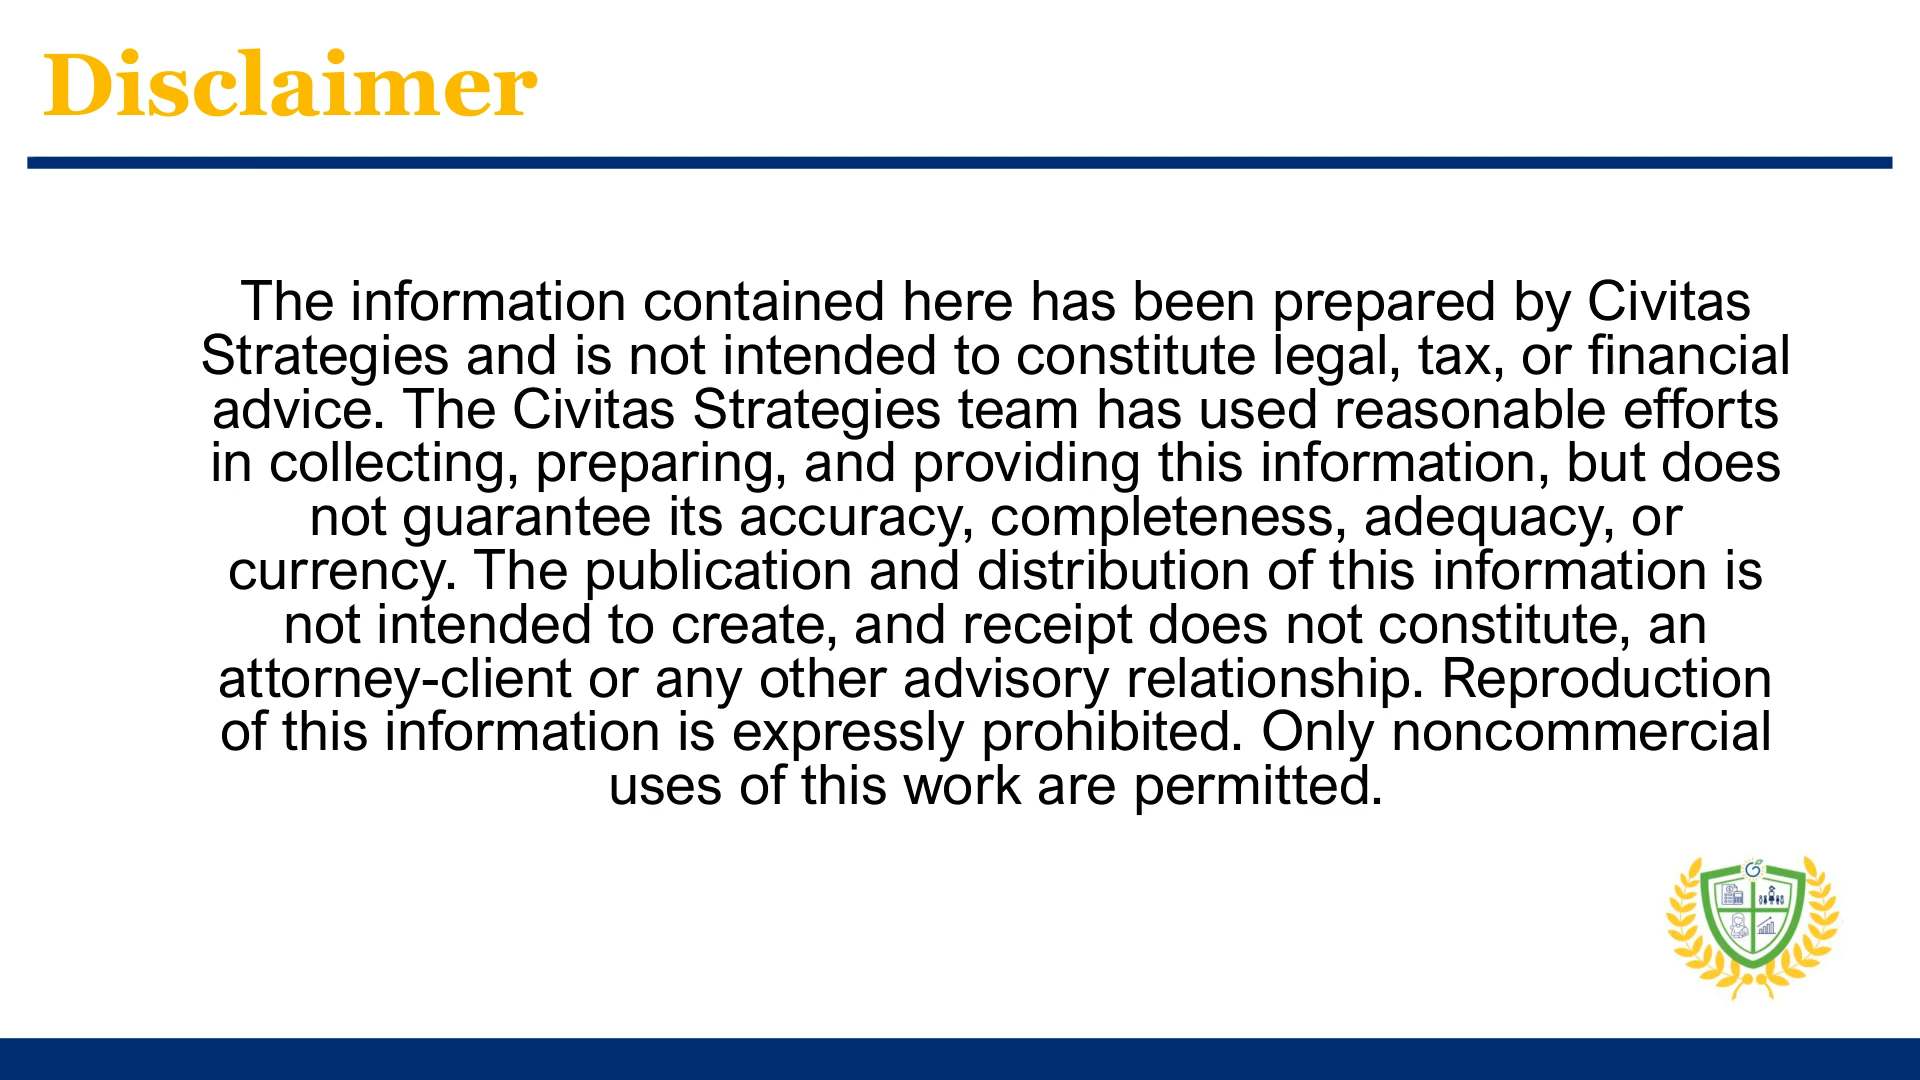 Disclaimer
The information contained here has been prepared by Civitas
Strategies and is not intended to constitute legal, tax, or financial
advice. The Civitas Strategies team has used reasonable efforts
in collecting, preparing, and providing this information, but does
not guarantee its accuracy, completeness, adequacy, or
currency. The publication and distribution of this information is
not intended to create, and receipt does not constitute, an
attorney-client or any other advisory relationship. Reproduction
of this information is expressly prohibited. Only noncommercial
uses of this work are permitted.